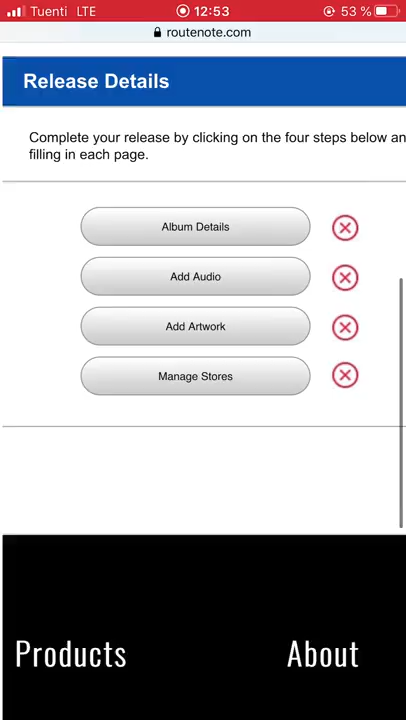 Tuenti LTE 12:53 53 %
routenote.com
Release Details
Complete your release by clicking on the four steps below an
filling in each page.
Album Details
Add Audio
Add Artwork
Manage Stores
Products About